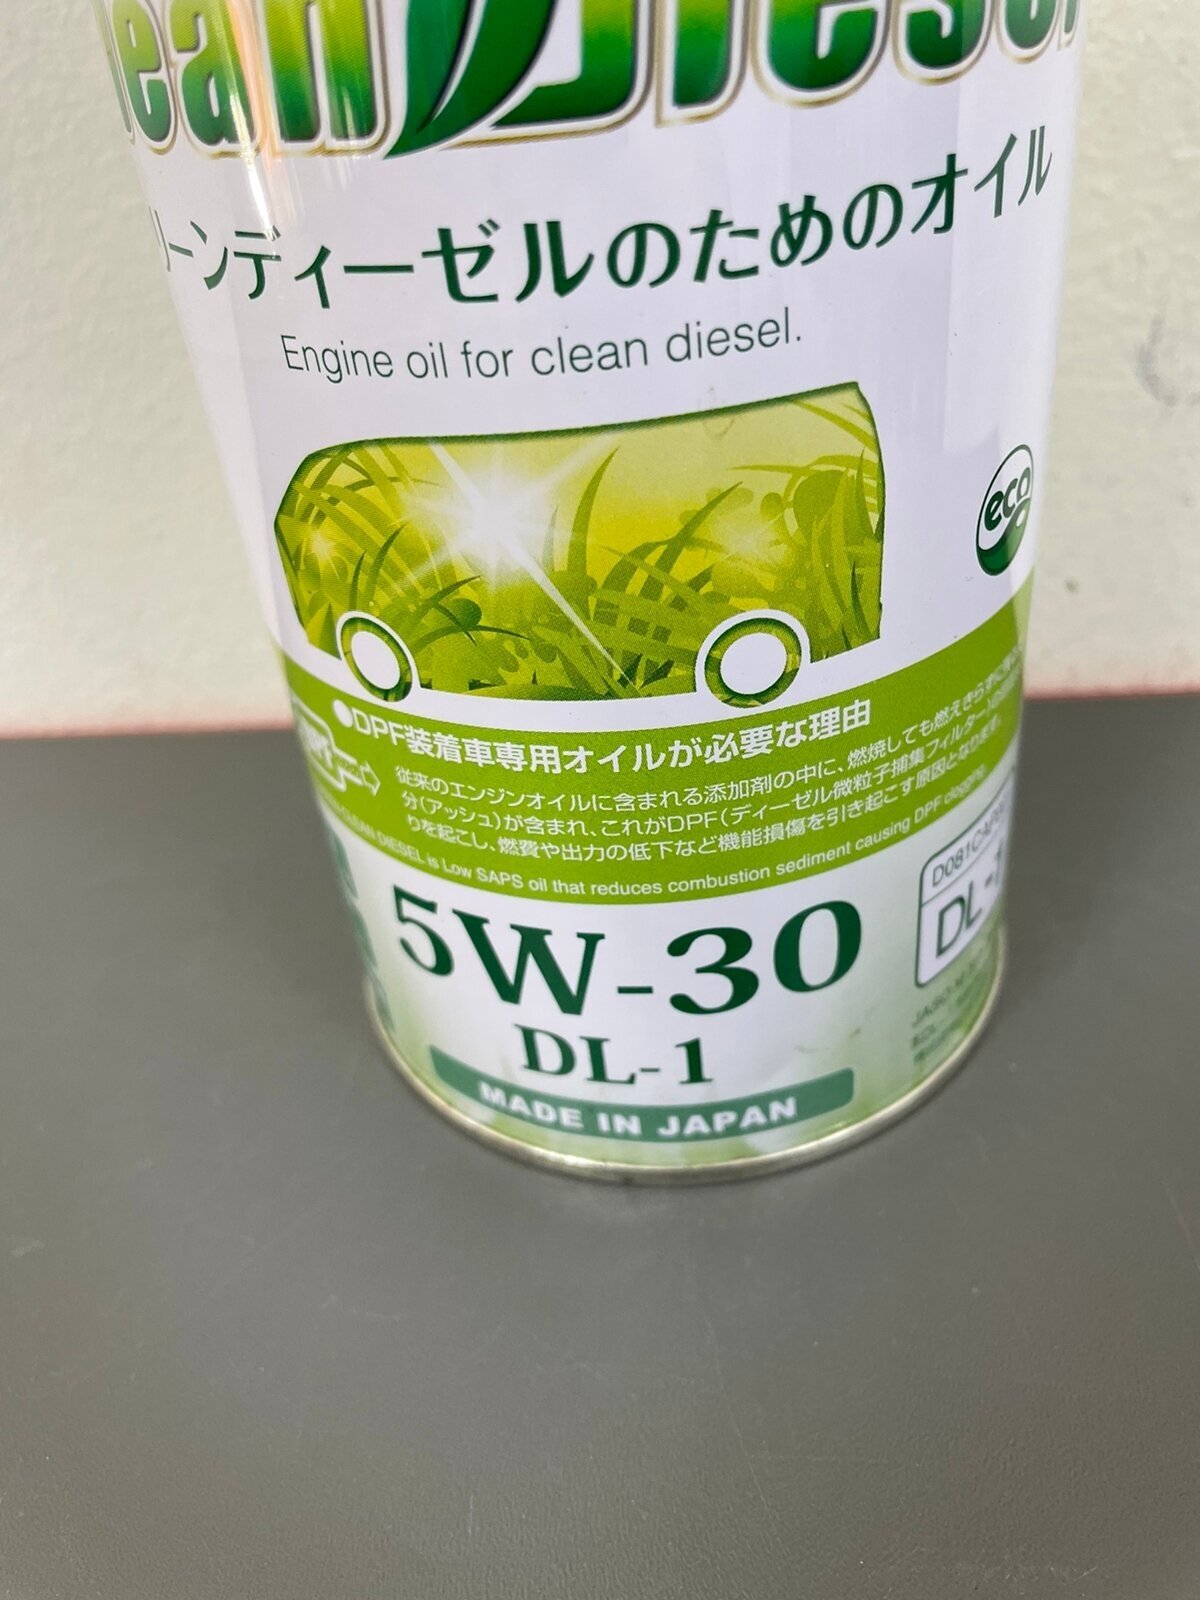 ean Diesel
リーンディーゼルのためのオイル
Engine oil for clean diesel.
eco
●DPF装着車専用オイルが必要な理由
従来のエンジンオイルに含まれる添加剤の中に、燃焼しても燃えきらずに
分(アッシュ)が含まれ、これがDPF(ディーゼル微粒子捕集フィルター)の
りを起こし、燃費や出力の低下など機能損傷を引き起こす原因となります。
CLEAN DIESEL is Low SAPS oil that reduces combustion sediment causing DPF clogging.
D081CA
DL-1
5W-30
DL-1
MADE IN JAPAN